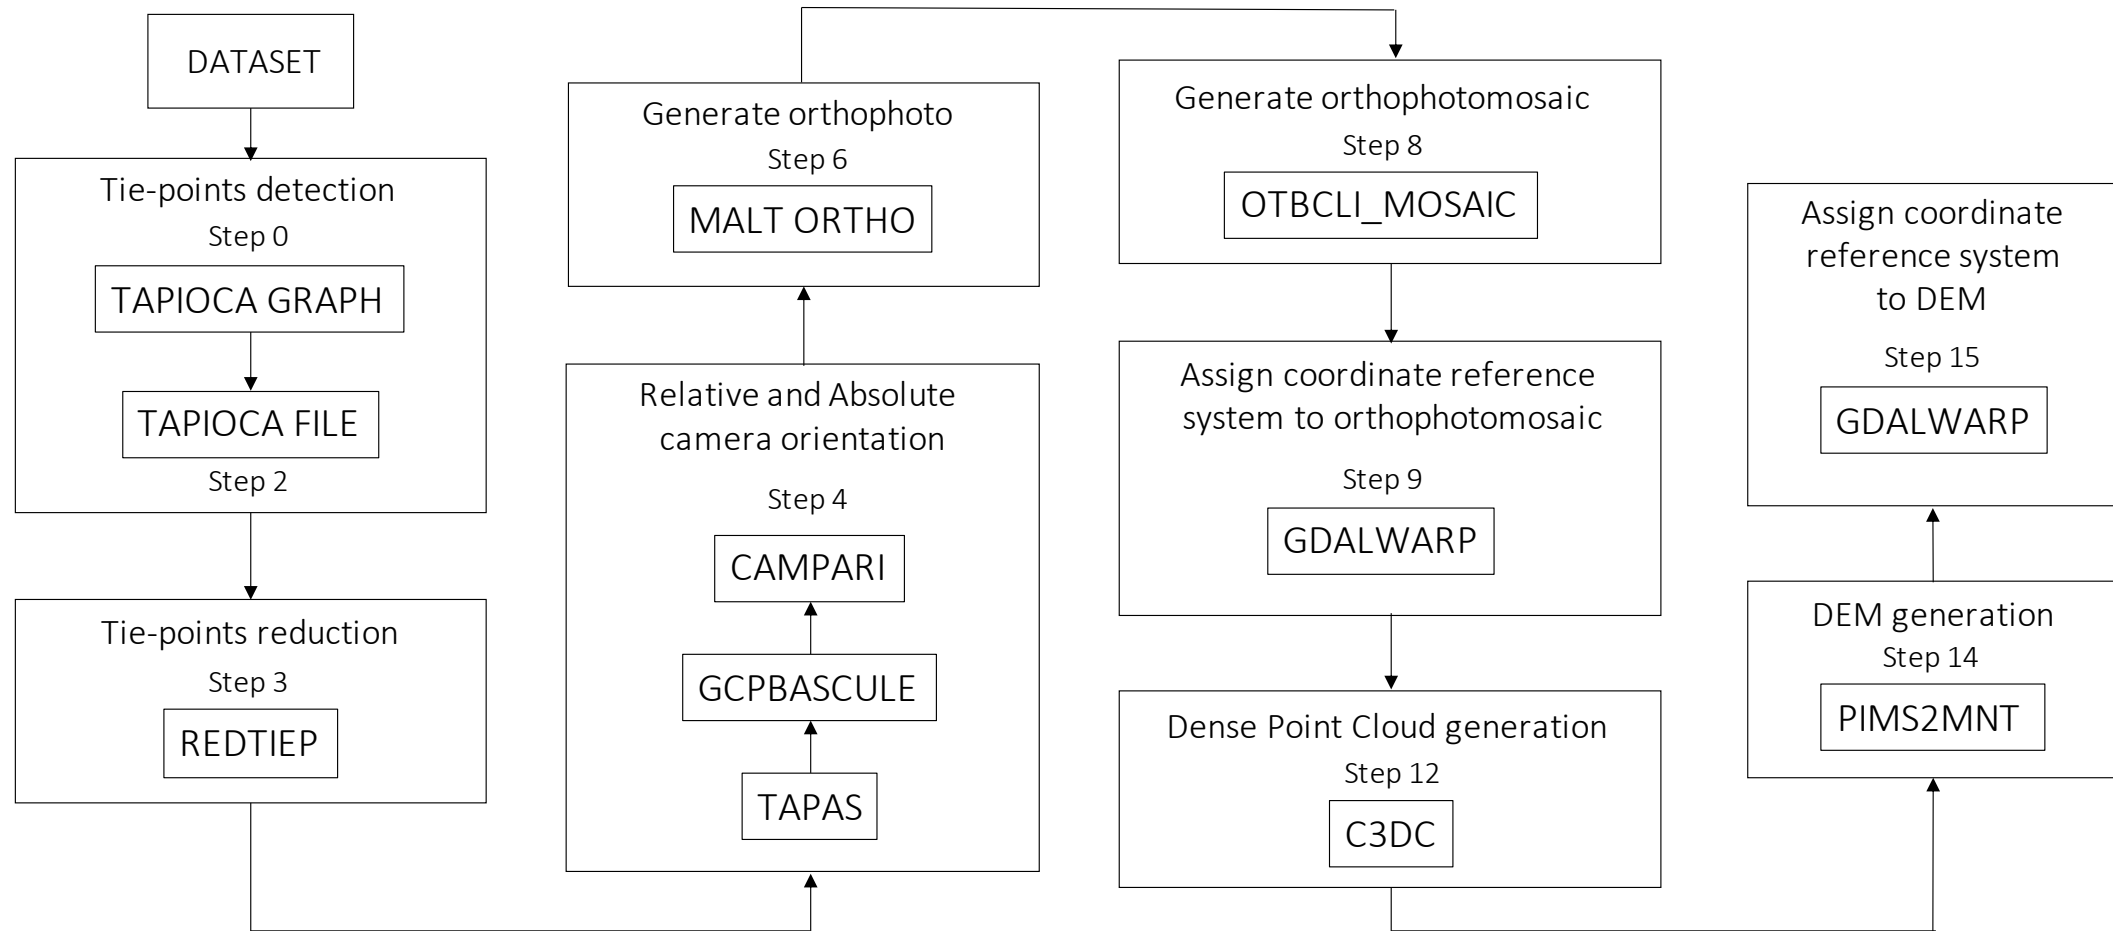 DATASET
Tie-points detection
Step 0
TAPIOCA GRAPH
TAPIOCA FILE
Step 2
Tie-points reduction
Step 3
REDTIEP
Generate orthophoto
Step 6
MALT ORTHO
Relative and Absolute
camera orientation
Step 4
CAMPARI
GCPBASCULE
TAPAS
Generate orthophotomosaic
Step 8
OTBCLI_MOSAIC
Assign coordinate reference
system to orthophotomosaic
Step 9
GDALWARP
Dense Point Cloud generation
Step 12
C3DC
Assign coordinate
reference system
to DEM
Step 15
GDALWARP
DEM generation
Step 14
PIMS2MNT